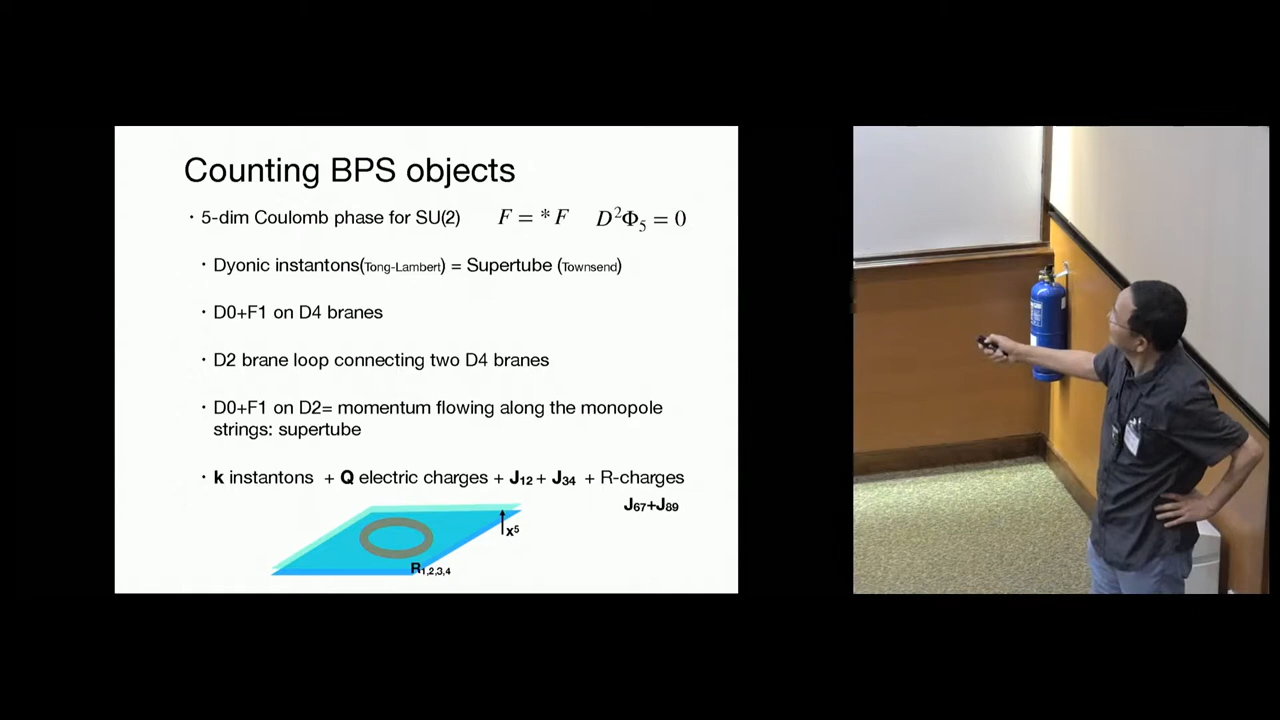 Counting BPS objects
· 5-dim Coulomb phase for SU(2) F = * F D²Φ₅ = 0
· Dyonic instantons(Tong-Lambert) = Supertube (Townsend)
· D0+F1 on D4 branes
· D2 brane loop connecting two D4 branes
· D0+F1 on D2= momentum flowing along the monopole
strings: supertube
· k instantons + Q electric charges + J₁₂ + J₃₄ + R-charges
J₆₇+J₈₉
x⁵
R₁,₂,₃,₄